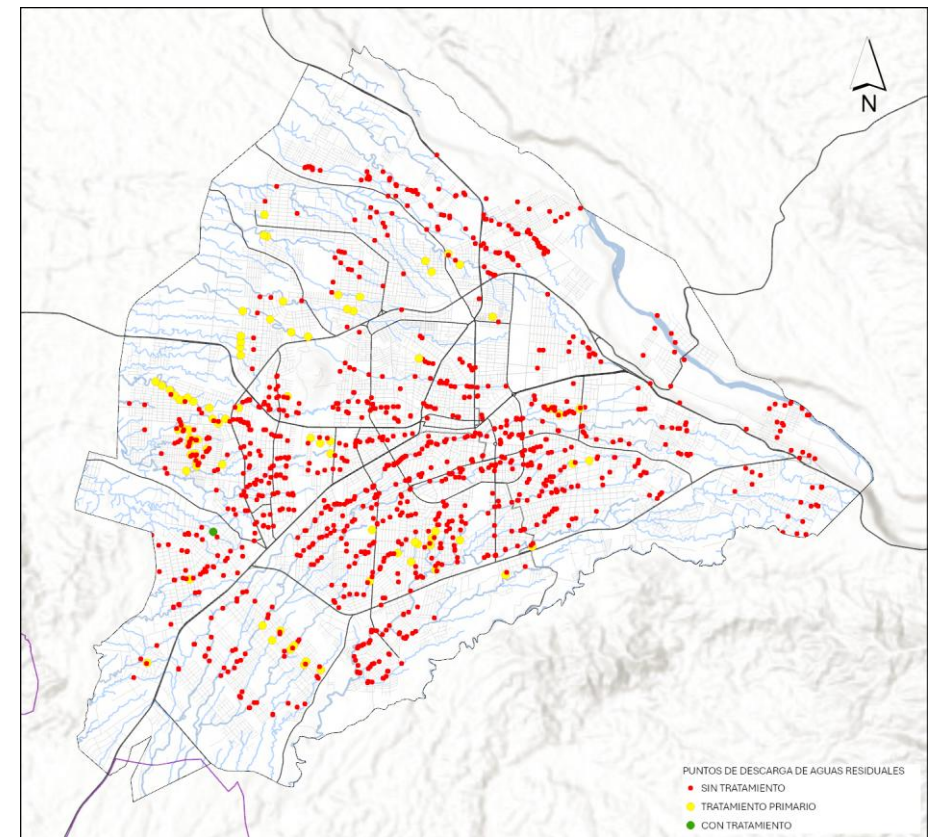 N
PUNTOS DE DESCARGA DE AGUAS RESIDUALES
SIN TRATAMIENTO
TRATAMIENTO PRIMARIO
CON TRATAMIENTO